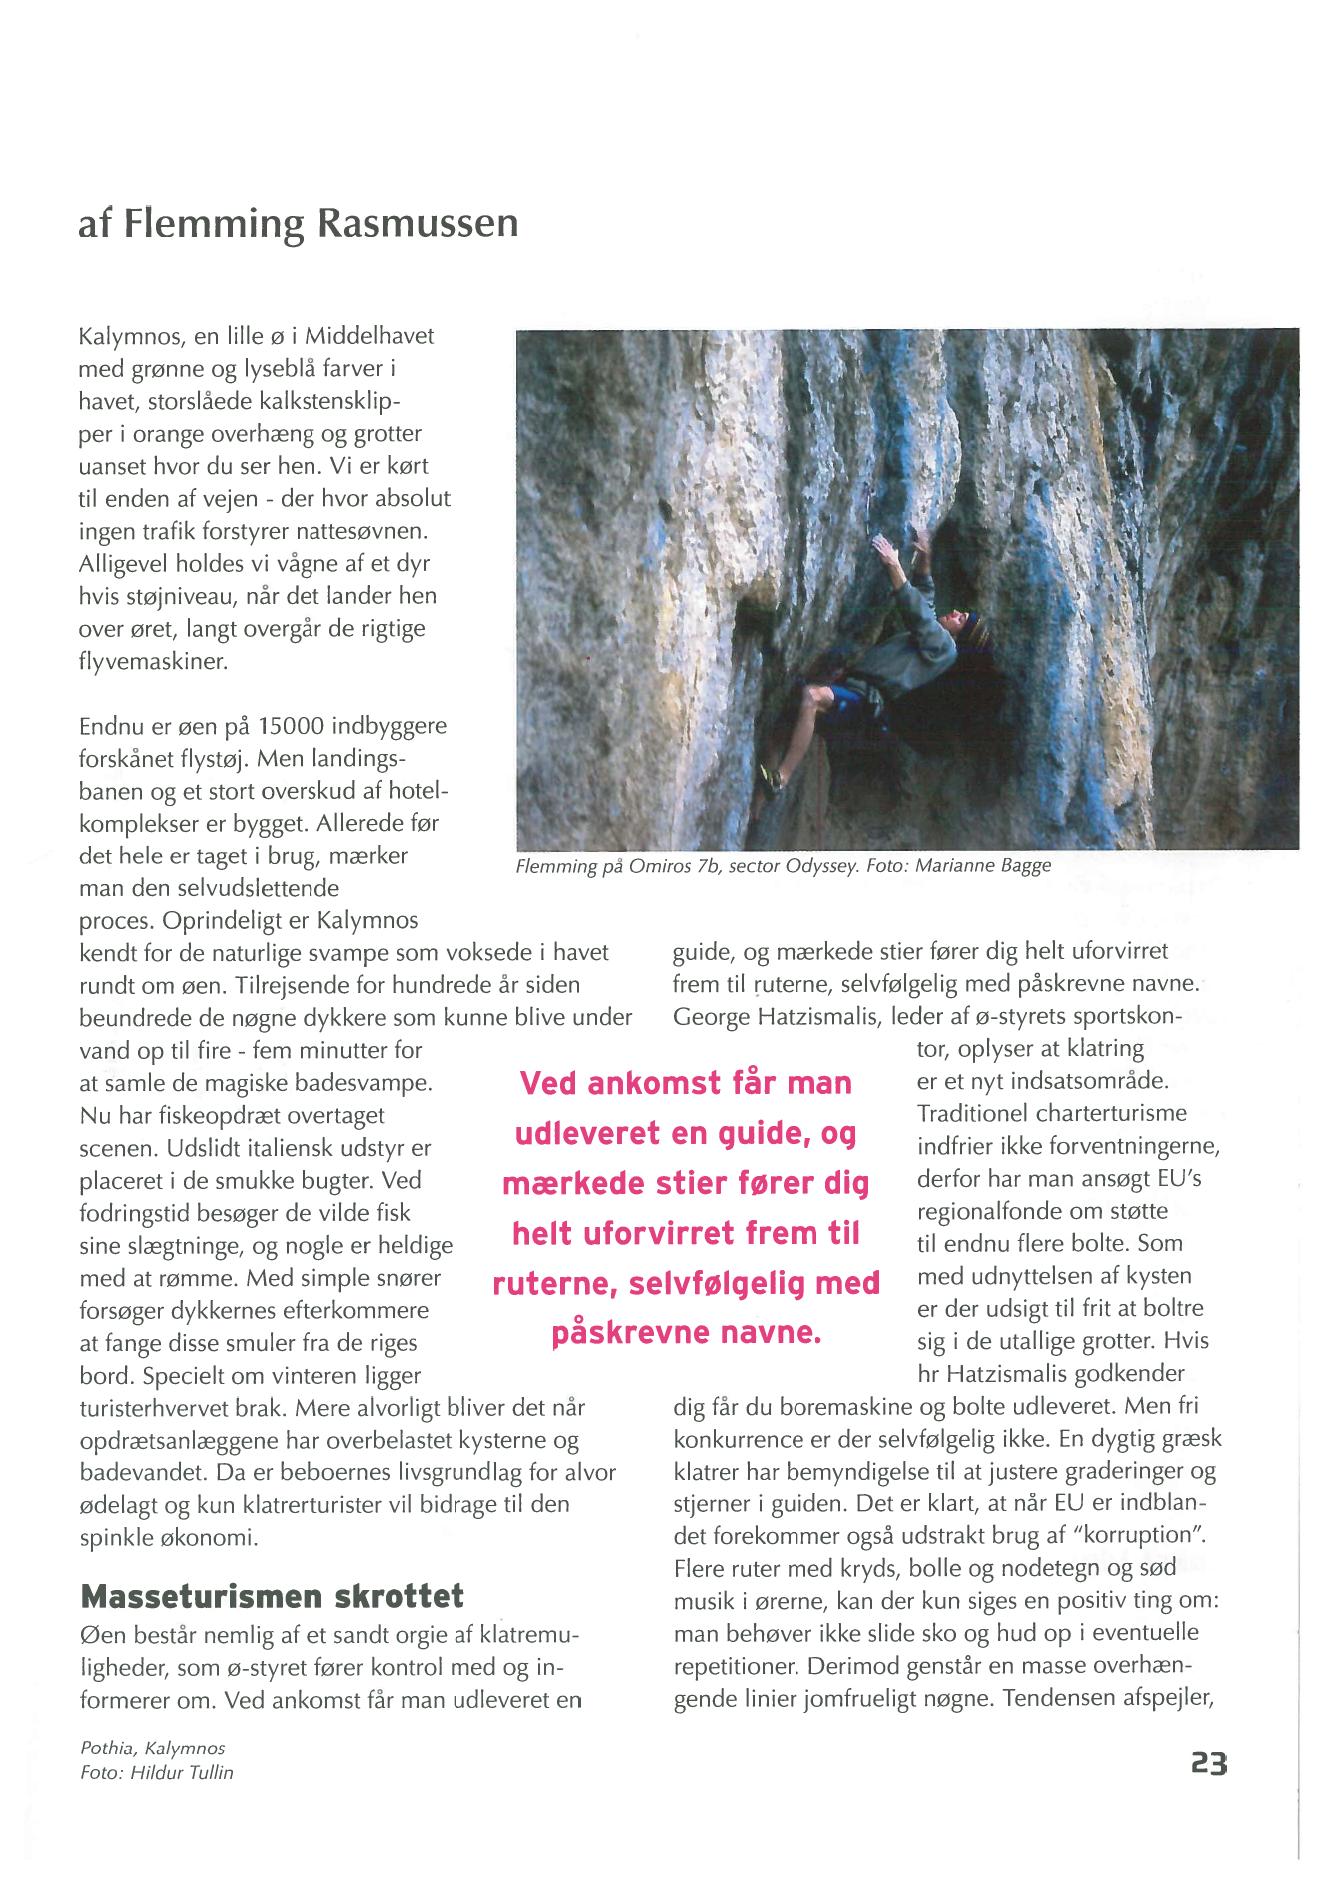 af Flemming Rasmussen
Kalymnos, en lille ø i Middelhavet
med grønne og lyseblå farver i
havet, storslåede kalkstensklip-
per i orange overhæng og grotter
uanset hvor du ser hen. Vi er kørt
til enden af vejen - der hvor absolut
ingen trafik forstyrer nattesøvnen.
Alligevel holdes vi vågne af et dyr
hvis støjniveau, når det lander hen
over øret, langt overgår de rigtige
flyvemaskiner.
Endnu er øen på 15000 indbyggere
forskånet flystøj. Men landings-
banen og et stort overskud af hotel-
komplekser er bygget. Allerede før
det hele er taget i brug, mærker
man den selvudslettende
proces. Oprindeligt er Kalymnos
kendt for de naturlige svampe som voksede i havet
rundt om øen. Tilrejsende for hundrede år siden
beundrede de nøgne dykkere som kunne blive under
vand op til fire - fem minutter for
at samle de magiske badesvampe.
Nu har fiskeopdræt overtaget
scenen. Udslidt italiensk udstyr er
placeret i de smukke bugter. Ved
fodringstid besøger de vilde fisk
sine slægtninge, og nogle er heldige
med at rømme. Med simple snører
forsøger dykkernes efterkommere
at fange disse smuler fra de riges
bord. Specielt om vinteren ligger
turisterhvervet brak. Mere alvorligt bliver det når
opdrætsanlæggene har overbelastet kysterne og
badevandet. Da er beboernes livsgrundlag for alvor
ødelagt og kun klatrerturister vil bidrage til den
spinkle økonomi.
Masseturismen skrottet
Øen består nemlig af et sandt orgie af klatremu-
ligheder, som ø-styret fører kontrol med og in-
formerer om. Ved ankomst får man udleveret en
Pothia, Kalymnos
Foto: Hildur Tullin
Flemming på Omiros 7b, sector Odyssey. Foto: Marianne Bagge
guide, og mærkede stier fører dig helt uforvirret
frem til ruterne, selvfølgelig med påskrevne navne.
George Hatzismalis, leder af ø-styrets sportskon-
tor, oplyser at klatring
er et nyt indsatsområde.
Traditionel charterturisme
indfrier ikke forventningerne,
derfor har man ansøgt EU's
regionalfonde om støtte
til endnu flere bolte. Som
med udnyttelsen af kysten
er der udsigt til frit at boltre
sig i de utallige grotter. Hvis
hr Hatzismalis godkender
dig får du boremaskine og bolte udleveret. Men fri
konkurrence er der selvfølgelig ikke. En dygtig græsk
klatrer har bemyndigelse til at justere graderinger og
stjerner i guiden. Det er klart, at når EU er indblan-
det forekommer også udstrakt brug af "korruption".
Flere ruter med kryds, bolle og nodetegn og sød
musik i ørerne, kan der kun siges en positiv ting om:
man behøver ikke slide sko og hud op i eventuelle
repetitioner. Derimod genstår en masse overhæn-
gende linier jomfrueligt nøgne. Tendensen afspejler,
Ved ankomst får man
udleveret en guide, og
mærkede stier fører dig
helt uforvirret frem til
ruterne, selvfølgelig med
påskrevne navne.
23